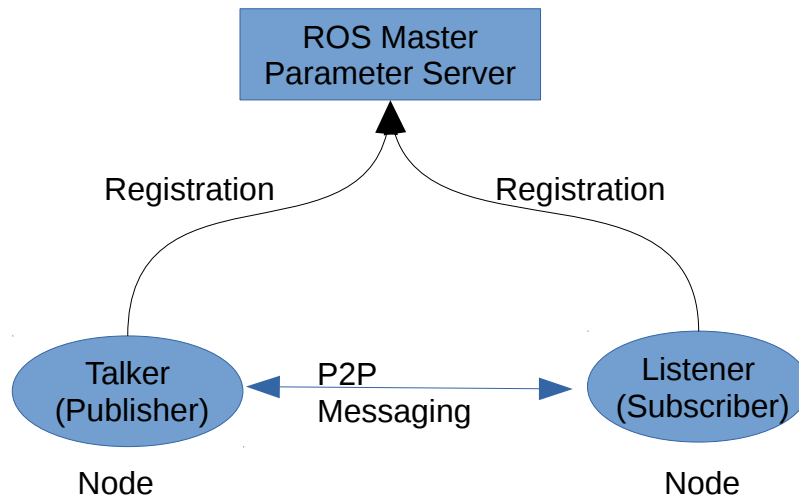 ROS Master
Parameter Server
Registration
Registration
Talker
(Publisher)
P2P
Messaging
Listener
(Subscriber)
Node
Node